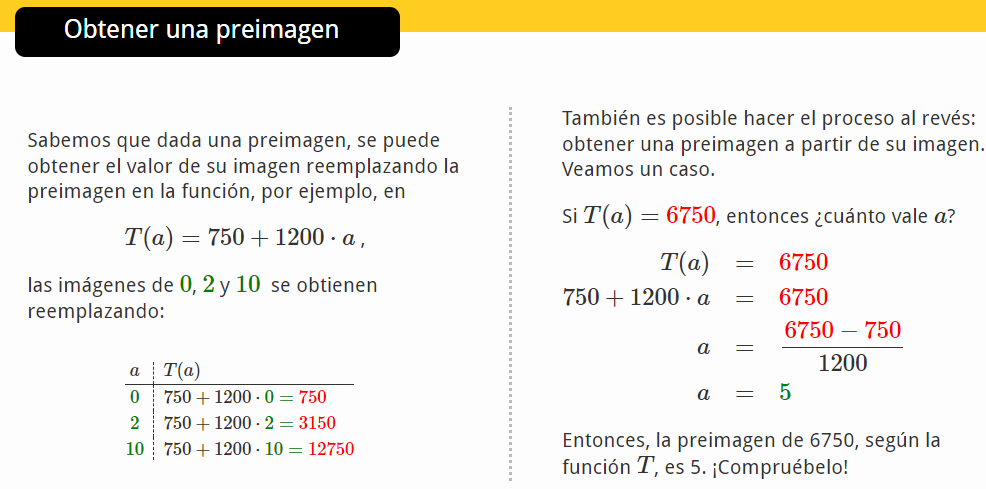 Obtener una preimagen
Sabemos que dada una preimagen, se puede
obtener el valor de su imagen reemplazando la
preimagen en la función, por ejemplo, en
T(a) = 750 + 1200 · a ,
las imágenes de 0, 2 y 10 se obtienen
reemplazando:
a T(a)
0 750 + 1200 · 0 = 750
2 750 + 1200 · 2 = 3150
10 750 + 1200 · 10 = 12750
También es posible hacer el proceso al revés:
obtener una preimagen a partir de su imagen.
Veamos un caso.
Si T(a) = 6750, entonces ¿cuánto vale a?
T(a) = 6750
750 + 1200 · a = 6750
a = \frac{6750 − 750}{1200}
a = 5
Entonces, la preimagen de 6750, según la
función T, es 5. ¡Compruébelo!